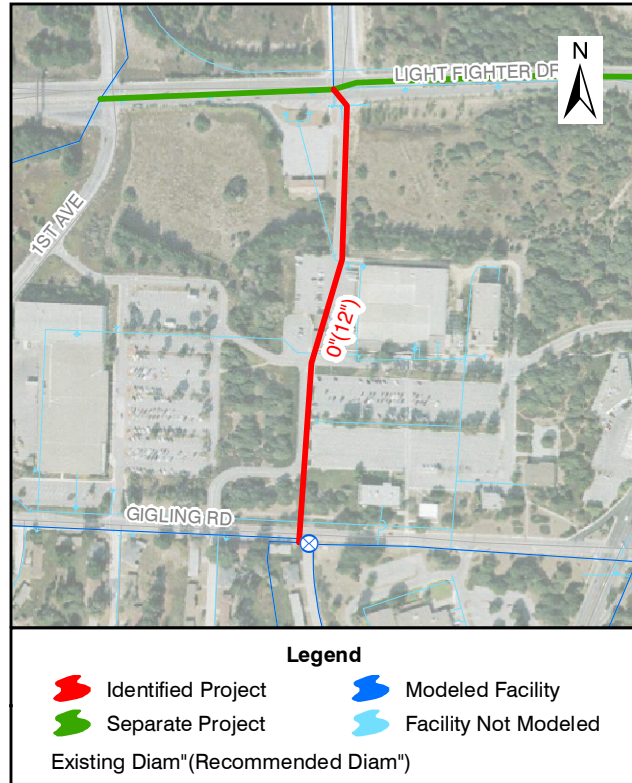 N
LIGHT FIGHTER DR
1ST AVE
0"(12")
GIGLING RD
Legend
Identified Project
Modeled Facility
Separate Project
Facility Not Modeled
Existing Diam"(Recommended Diam")